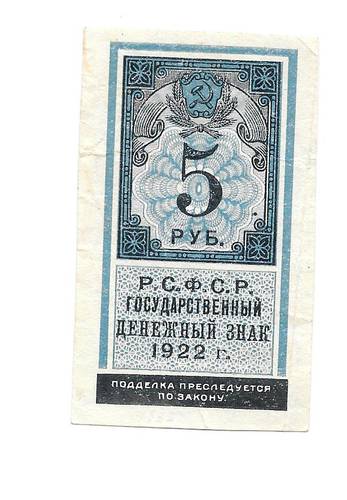 5
РУБ.
Р.С.Ф.С.Р.
ГОСУДАРСТВЕННЫЙ
ДЕНЕЖНЫЙ ЗНАК
1922 г.
ПОДДЕЛКА ПРЕСЛЕДУЕТСЯ
ПО ЗАКОНУ.